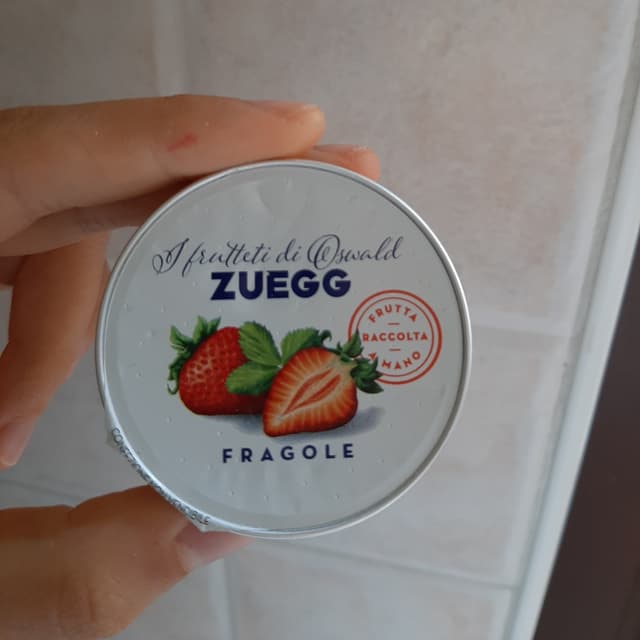 I frutteti di Oswald
ZUEGG
FRUTTA
RACCOLTA
A MANO
FRAGOLE